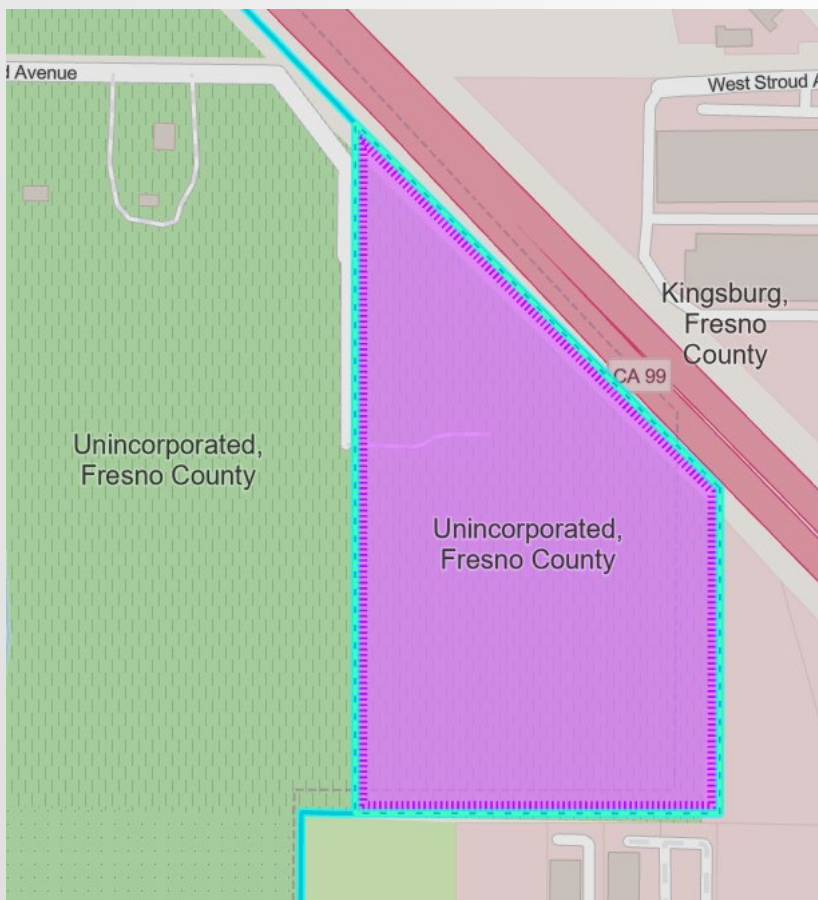 d Avenue
West Stroud A
Kingsburg,
Fresno
County
CA 99
Unincorporated,
Fresno County
Unincorporated,
Fresno County